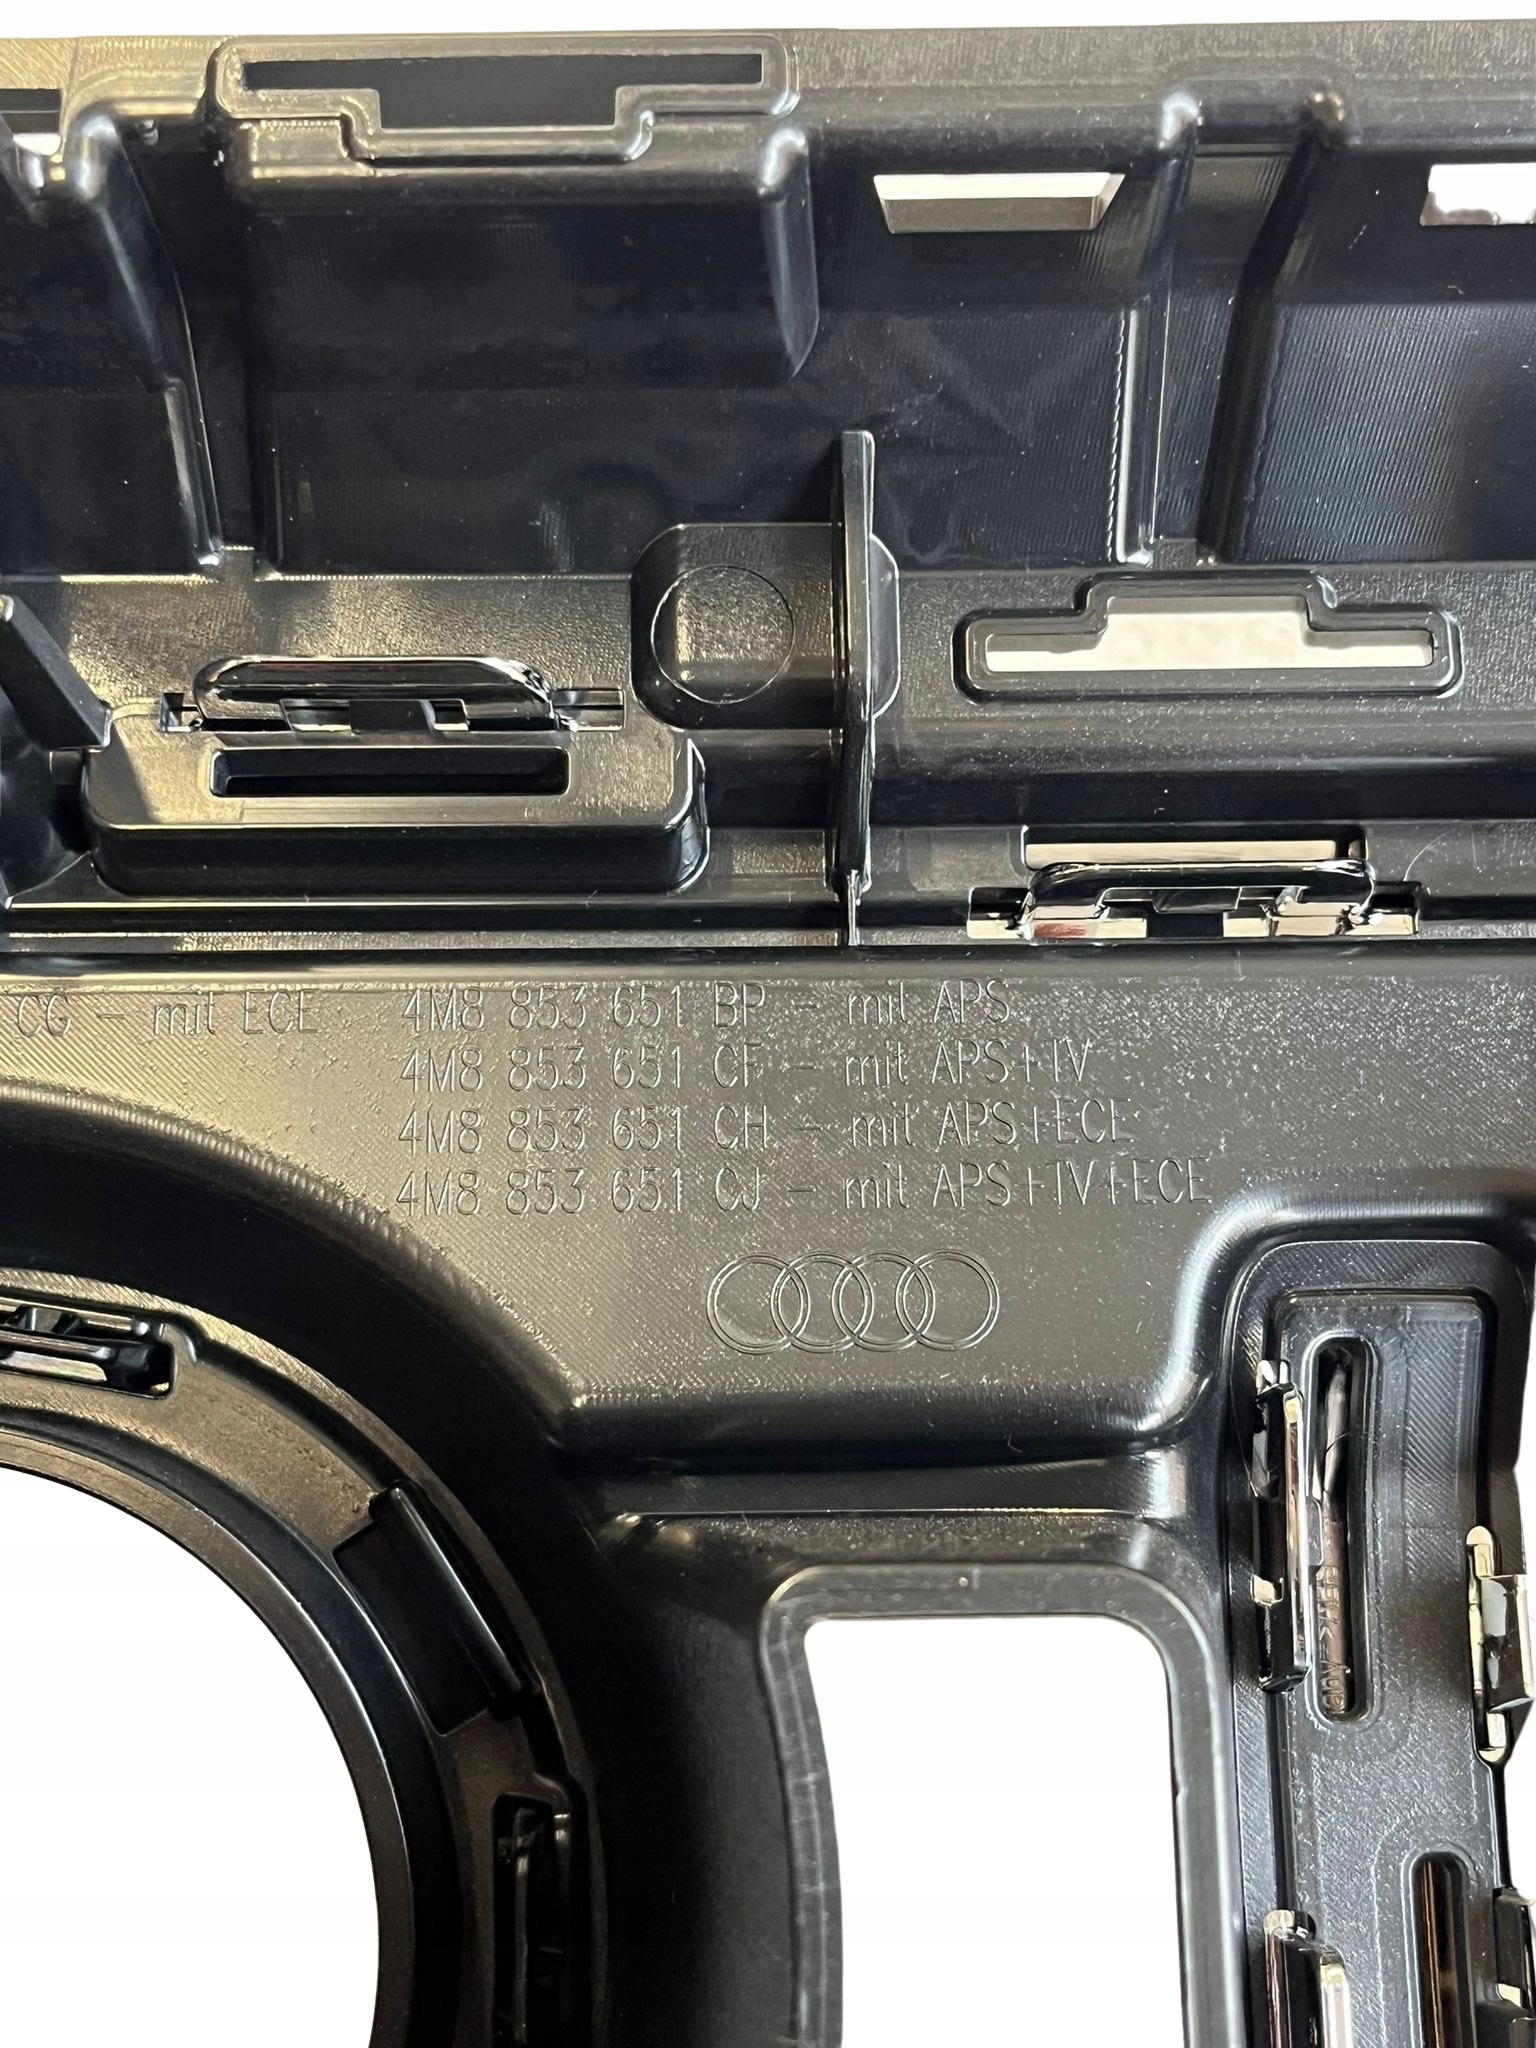 CG - mit ECE 4M8 853 651 BP - mit APS
4M8 853 651 CF - mit APS+IV
4M8 853 651 CH - mit APS+ECE
4M8 853 651 CJ - mit APS+IV+ECE